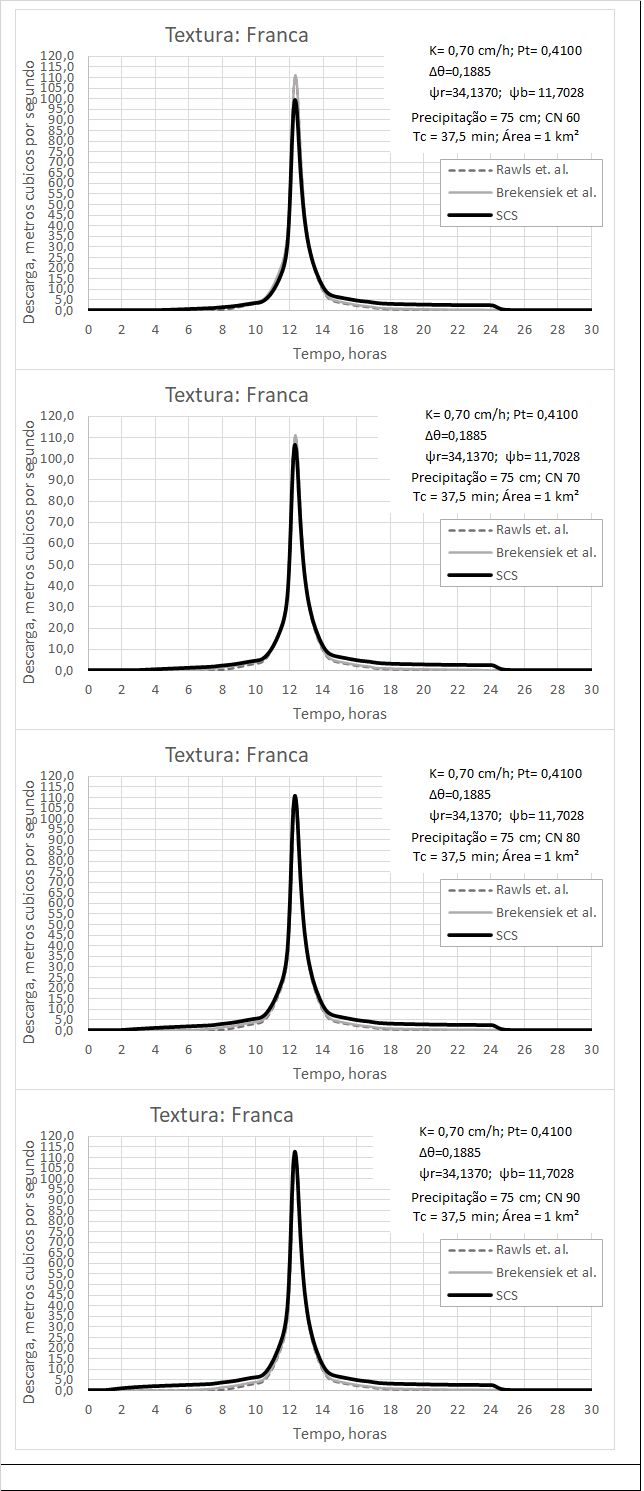 Textura: Franca
K= 0,70 cm/h; Pt= 0,4100
Δθ=0,1885
ψr=34,1370; ψb= 11,7028
Precipitação = 75 cm; CN 60
Tc = 37,5 min; Área = 1 km²
Rawls et. al.
Brekensiek et al.
SCS
Descarga, metros cubicos por segundo
120,0
115,0
110,0
105,0
100,0
95,0
90,0
85,0
80,0
75,0
70,0
65,0
60,0
55,0
50,0
45,0
40,0
35,0
30,0
25,0
20,0
15,0
10,0
5,0
0,0
0 2 4 6 8 10 12 14 16 18 20 22 24 26 28 30
Tempo, horas
Textura: Franca
K= 0,70 cm/h; Pt= 0,4100
Δθ=0,1885
ψr=34,1370; ψb= 11,7028
Precipitação = 75 cm; CN 70
Tc = 37,5 min; Área = 1 km²
Rawls et. al.
Brekensiek et al.
SCS
Descarga, metros cubicos por segundo
120,0
110,0
100,0
90,0
80,0
70,0
60,0
50,0
40,0
30,0
20,0
10,0
0,0
0 2 4 6 8 10 12 14 16 18 20 22 24 26 28 30
Tempo, horas
Textura: Franca
K= 0,70 cm/h; Pt= 0,4100
Δθ=0,1885
ψr=34,1370; ψb= 11,7028
Precipitação = 75 cm; CN 80
Tc = 37,5 min; Área = 1 km²
Rawls et. al.
Brekensiek et al.
SCS
Descarga, metros cubicos por segundo
120,0
115,0
110,0
105,0
100,0
95,0
90,0
85,0
80,0
75,0
70,0
65,0
60,0
55,0
50,0
45,0
40,0
35,0
30,0
25,0
20,0
15,0
10,0
5,0
0,0
0 2 4 6 8 10 12 14 16 18 20 22 24 26 28 30
Tempo, horas
Textura: Franca
K= 0,70 cm/h; Pt= 0,4100
Δθ=0,1885
ψr=34,1370; ψb= 11,7028
Precipitação = 75 cm; CN 90
Tc = 37,5 min; Área = 1 km²
Rawls et. al.
Brekensiek et al.
SCS
Descarga, metros cubicos por segundo
120,0
115,0
110,0
105,0
100,0
95,0
90,0
85,0
80,0
75,0
70,0
65,0
60,0
55,0
50,0
45,0
40,0
35,0
30,0
25,0
20,0
15,0
10,0
5,0
0,0
0 2 4 6 8 10 12 14 16 18 20 22 24 26 28 30
Tempo, horas